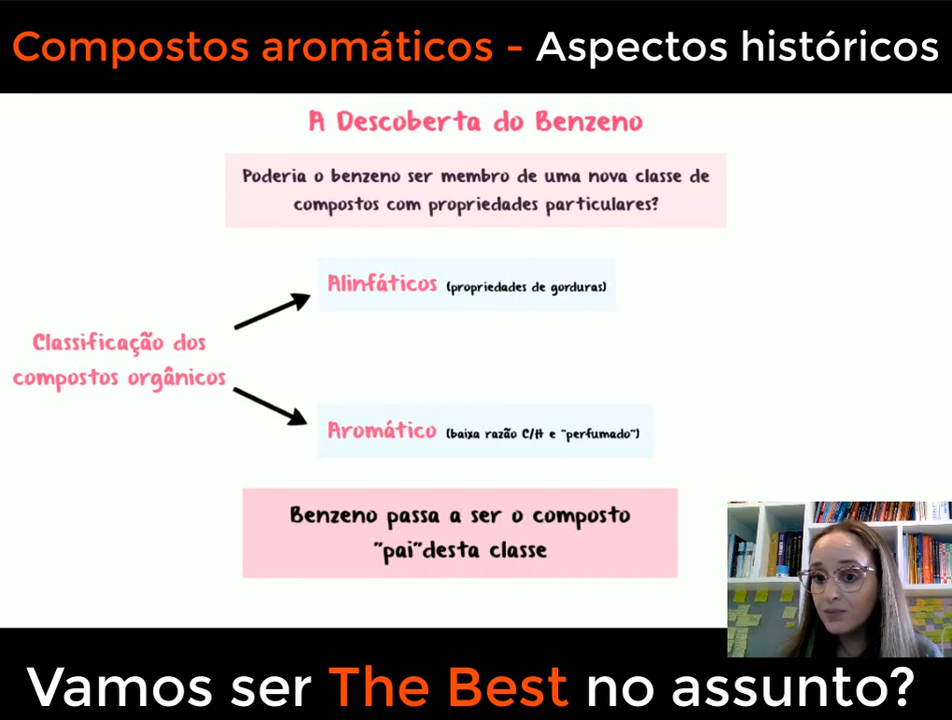 Compostos aromáticos - Aspectos históricos
A Descoberta do Benzeno
Poderia o benzeno ser membro de uma nova classe de
compostos com propriedades particulares?
Alinfáticos (propriedades de gorduras)
Classificação dos
compostos orgânicos
Aromático (baixa razão C/H e "perfumado")
Benzeno passa a ser o composto
"pai"desta classe
Vamos ser The Best no assunto?